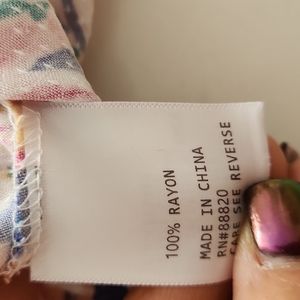 100% RAYON
MADE IN CHINA
RN#88820
CARE SEE REVERSE